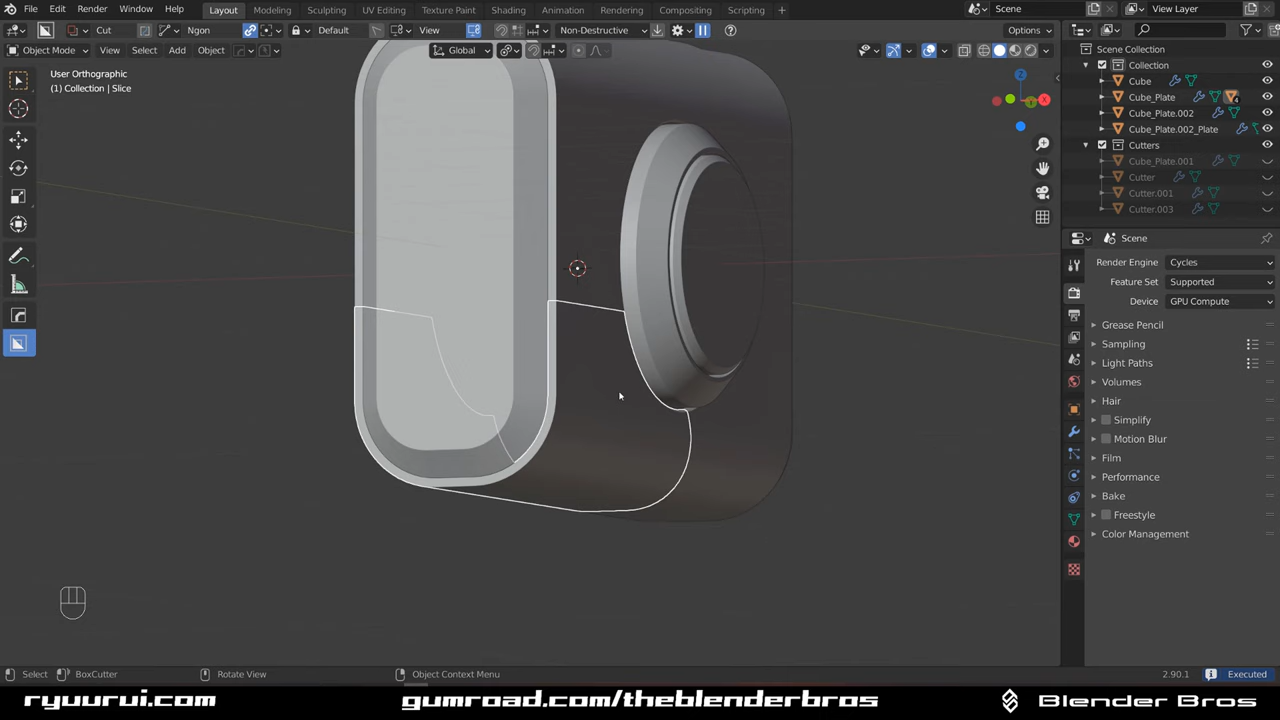 File Edit Render Window Help Layout Modeling Sculpting UV Editing Texture Paint Shading Animation Rendering Compositing Scripting + Scene View Layer
Cut Ngon Default View Non-Destructive Options
Object Mode View Select Add Object Global
User Orthographic
(1) Collection | Slice
Z
X
Y
Scene Collection
Collection
Cube
Cube_Plate
Cube_Plate.002
Cube_Plate.002_Plate
Cutters
Cube_Plate.001
Cutter
Cutter.001
Cutter.003
Scene
Render Engine Cycles
Feature Set Supported
Device GPU Compute
Grease Pencil
Sampling
Light Paths
Volumes
Hair
Simplify
Motion Blur
Film
Performance
Bake
Freestyle
Color Management
Select BoxCutter Rotate View Object Context Menu 2.90.1 Executed
ryuurui.com gumroad.com/theblenderbros Blender Bros